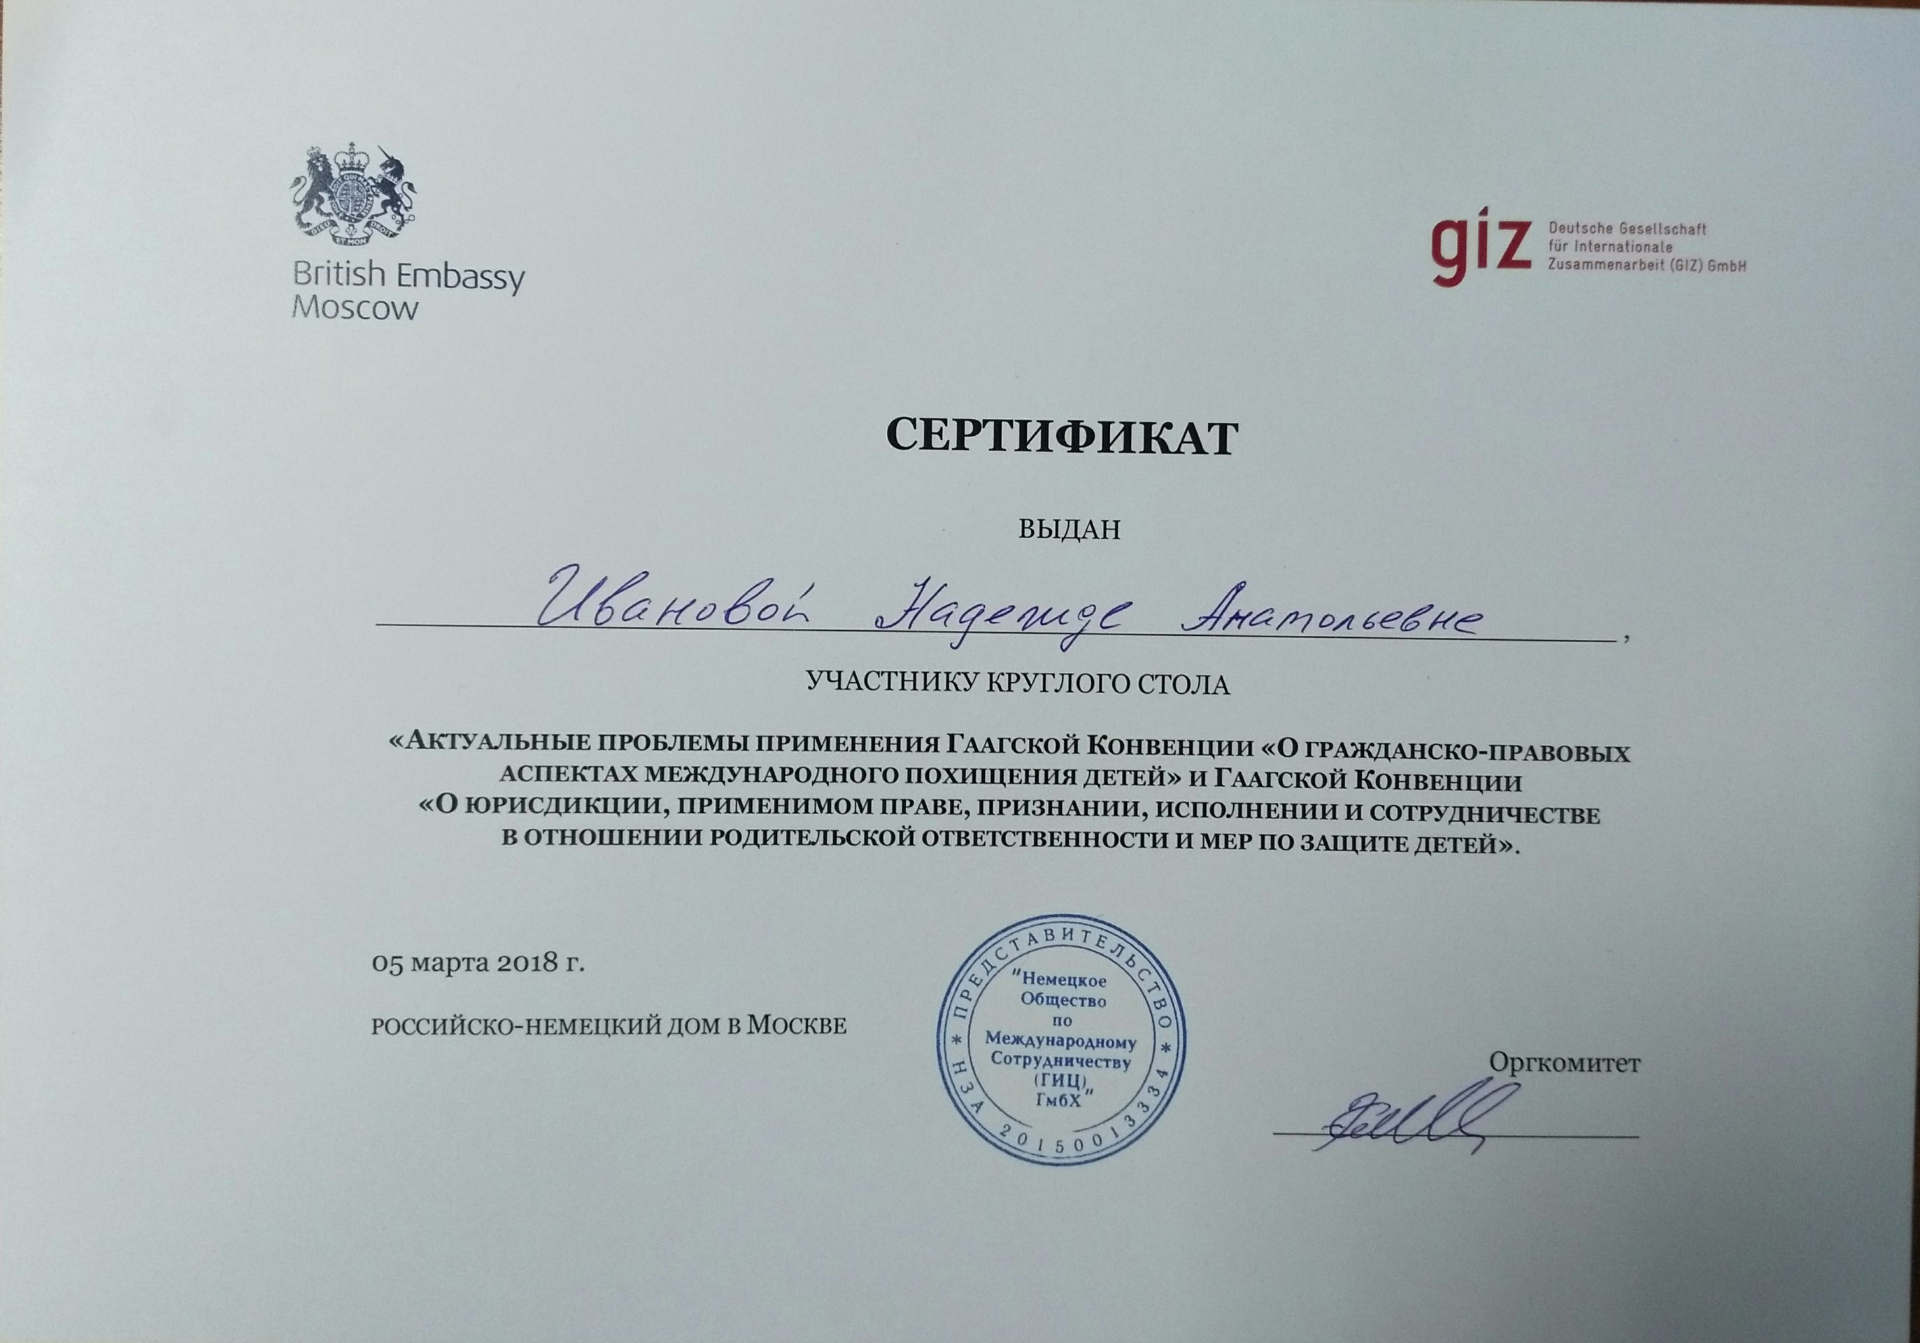 British Embassy
Moscow
giz
Deutsche Gesellschaft
für Internationale
Zusammenarbeit (GIZ) GmbH
СЕРТИФИКАТ
ВЫДАН
Ивановой Надежде Анатольевне,
УЧАСТНИКУ КРУГЛОГО СТОЛА
«АКТУАЛЬНЫЕ ПРОБЛЕМЫ ПРИМЕНЕНИЯ ГААГСКОЙ КОНВЕНЦИИ «О ГРАЖДАНСКО-ПРАВОВЫХ
АСПЕКТАХ МЕЖДУНАРОДНОГО ПОХИЩЕНИЯ ДЕТЕЙ» И ГААГСКОЙ КОНВЕНЦИИ
«О ЮРИСДИКЦИИ, ПРИМЕНИМОМ ПРАВЕ, ПРИЗНАНИИ, ИСПОЛНЕНИИ И СОТРУДНИЧЕСТВЕ
В ОТНОШЕНИИ РОДИТЕЛЬСКОЙ ОТВЕТСТВЕННОСТИ И МЕР ПО ЗАЩИТЕ ДЕТЕЙ».
05 марта 2018 г.
РОССИЙСКО-НЕМЕЦКИЙ ДОМ В МОСКВЕ
* ПРЕДСТАВИТЕЛЬСТВО *
НЗА 20150013334
"Немецкое
Общество
по
Международному
Сотрудничеству
(ГИЦ)
ГмбХ"
Оргкомитет